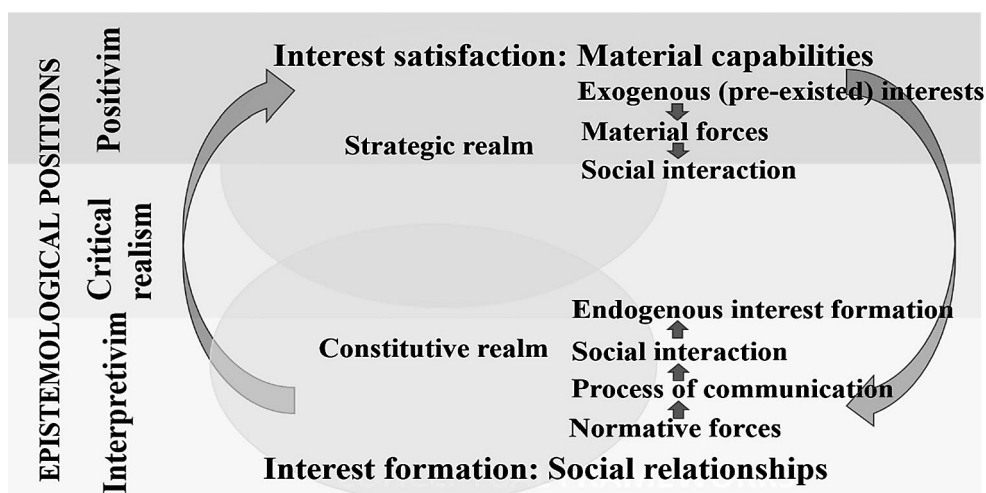 EPISTEMOLOGICAL POSITIONS
Positivim
Critical
realism
Interpretivim
Interest satisfaction: Material capabilities
Exogenous (pre-existed) interests
Material forces
Strategic realm
Social interaction
Endogenous interest formation
Constitutive realm
Social interaction
Process of communication
Normative forces
Interest formation: Social relationships